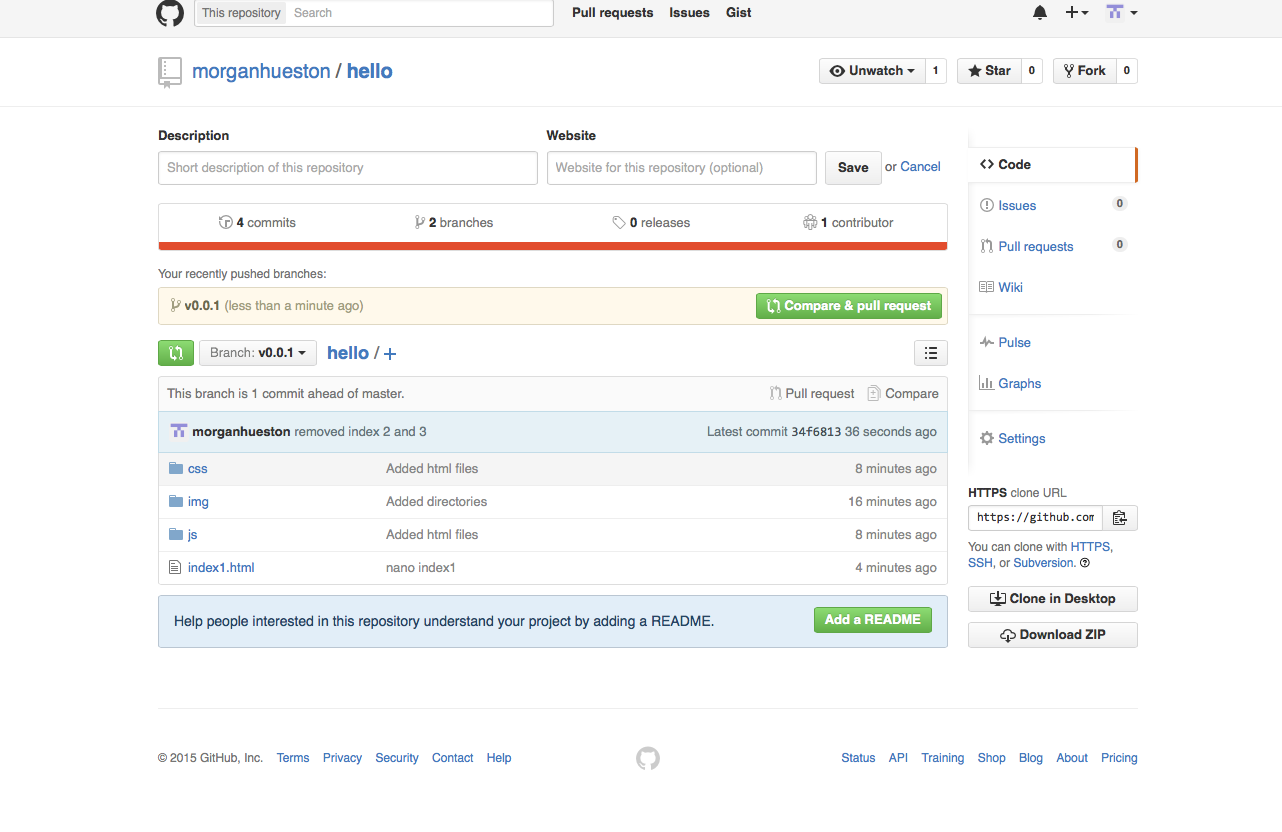 This repository Search Pull requests Issues Gist
morganhueston / hello Unwatch 1 Star 0 Fork 0
Description Website
Short description of this repository Website for this repository (optional) Save or Cancel
4 commits 2 branches 0 releases 1 contributor
Your recently pushed branches:
v0.0.1 (less than a minute ago) Compare & pull request
Branch: v0.0.1 hello / +
This branch is 1 commit ahead of master. Pull request Compare
morganhueston removed index 2 and 3 Latest commit 34f6813 36 seconds ago
css Added html files 8 minutes ago
img Added directories 16 minutes ago
js Added html files 8 minutes ago
index1.html nano index1 4 minutes ago
Help people interested in this repository understand your project by adding a README. Add a README
Code
Issues 0
Pull requests 0
Wiki
Pulse
Graphs
Settings
HTTPS clone URL
https://github.com
You can clone with HTTPS,
SSH, or Subversion.
Clone in Desktop
Download ZIP
© 2015 GitHub, Inc. Terms Privacy Security Contact Help Status API Training Shop Blog About Pricing